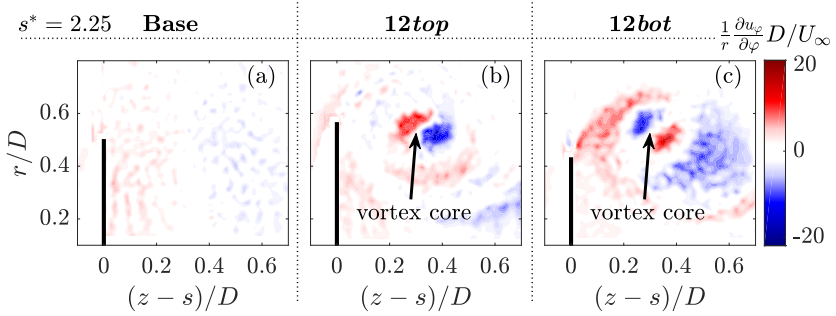 s* = 2.25 Base 12top 12bot
1/r ∂u_φ/∂φ D/U_∞
(a) (b) (c)
20
0
-20
r/D
0.6
0.4
0.2
vortex core vortex core
0 0.2 0.4 0.6 0 0.2 0.4 0.6 0 0.2 0.4 0.6
(z − s)/D (z − s)/D (z − s)/D